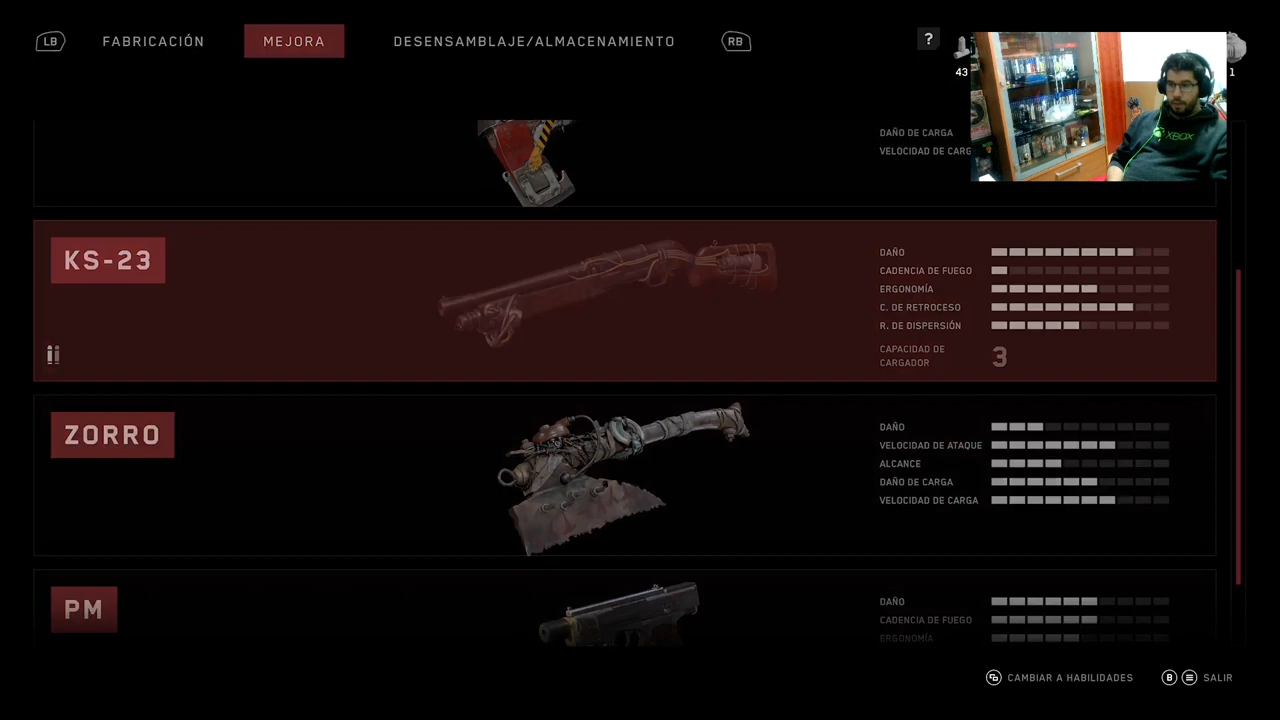 LB FABRICACIÓN MEJORA DESENSAMBLAJE/ALMACENAMIENTO RB ?
43 1
DAÑO DE CARGA
VELOCIDAD DE CARG
XBOX
KS-23
DAÑO
CADENCIA DE FUEGO
ERGONOMÍA
C. DE RETROCESO
R. DE DISPERSIÓN
CAPACIDAD DE
CARGADOR
3
ZORRO
DAÑO
VELOCIDAD DE ATAQUE
ALCANCE
DAÑO DE CARGA
VELOCIDAD DE CARGA
PM
DAÑO
CADENCIA DE FUEGO
ERGONOMÍA
CAMBIAR A HABILIDADES B SALIR